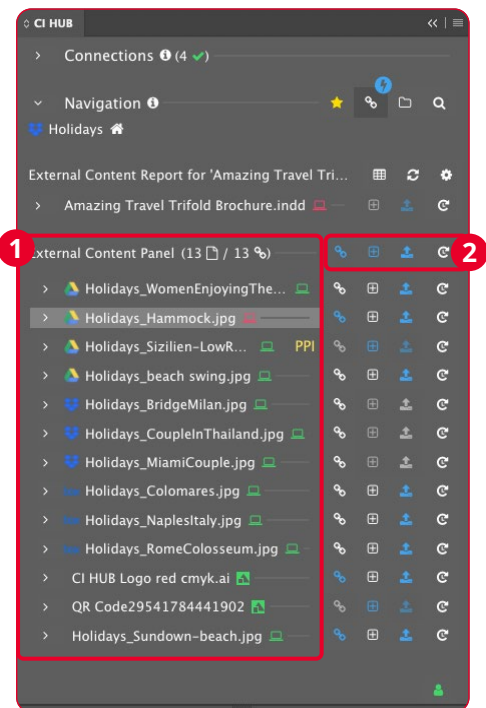 CI HUB
Connections (4 ✓)
Navigation
Holidays
External Content Report for 'Amazing Travel Tri...
Amazing Travel Trifold Brochure.indd
1
External Content Panel (13 / 13)
2
Holidays_WomenEnjoyingThe...
Holidays_Hammock.jpg
Holidays_Sizilien-LowR... PPI
Holidays_beach swing.jpg
Holidays_BridgeMilan.jpg
Holidays_CoupleInThailand.jpg
Holidays_MiamiCouple.jpg
Holidays_Colomares.jpg
Holidays_NaplesItaly.jpg
Holidays_RomeColosseum.jpg
CI HUB Logo red cmyk.ai
QR Code29541784441902
Holidays_Sundown-beach.jpg